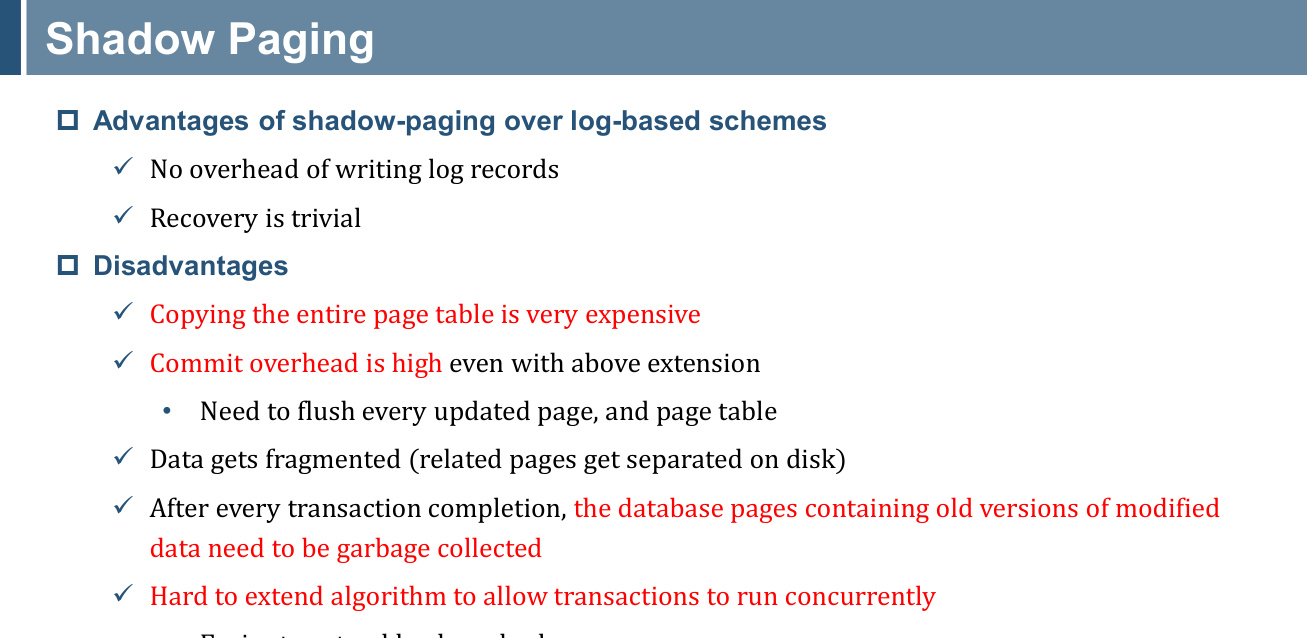 Shadow Paging
Advantages of shadow-paging over log-based schemes
No overhead of writing log records
Recovery is trivial
Disadvantages
Copying the entire page table is very expensive
Commit overhead is high even with above extension
Need to flush every updated page, and page table
Data gets fragmented (related pages get separated on disk)
After every transaction completion, the database pages containing old versions of modified
data need to be garbage collected
Hard to extend algorithm to allow transactions to run concurrently